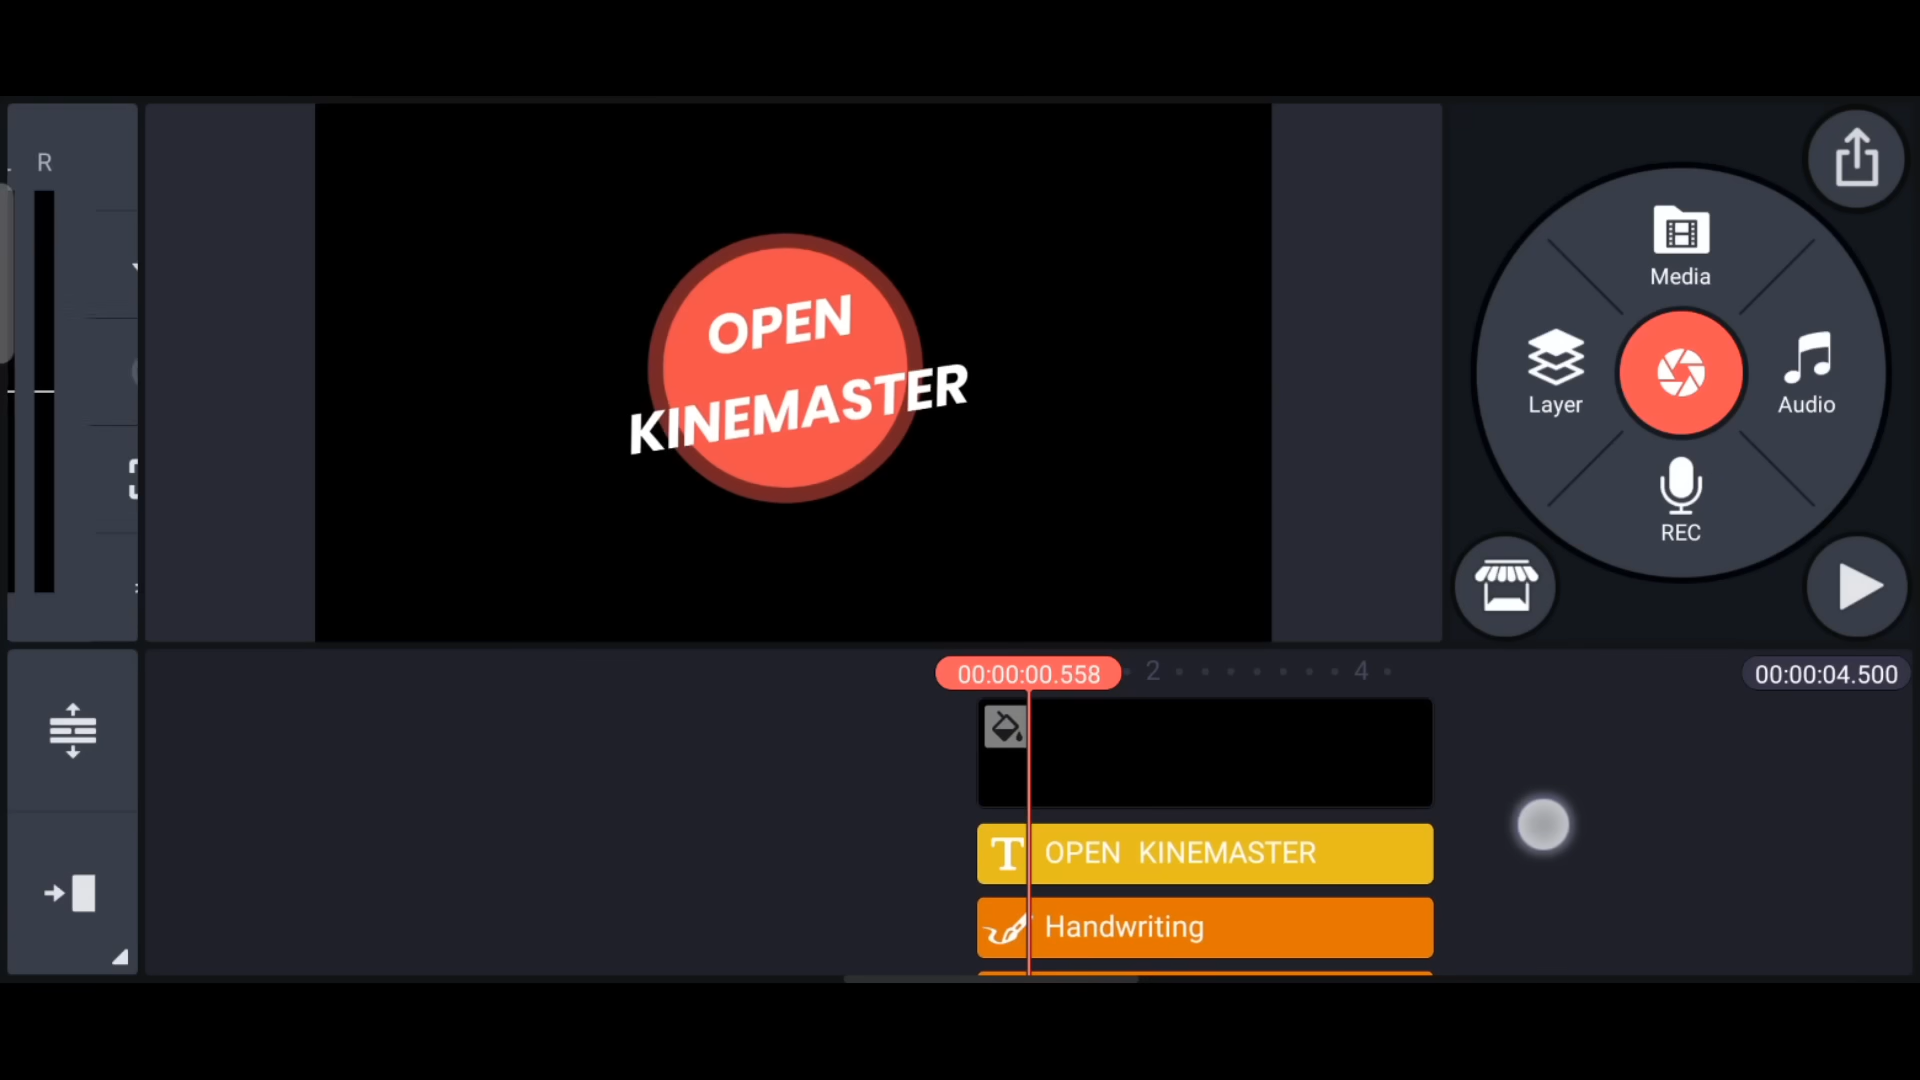 R
OPEN
KINEMASTER
Media
Layer
Audio
REC
00:00:00.558
2
4
00:00:04.500
OPEN KINEMASTER
Handwriting